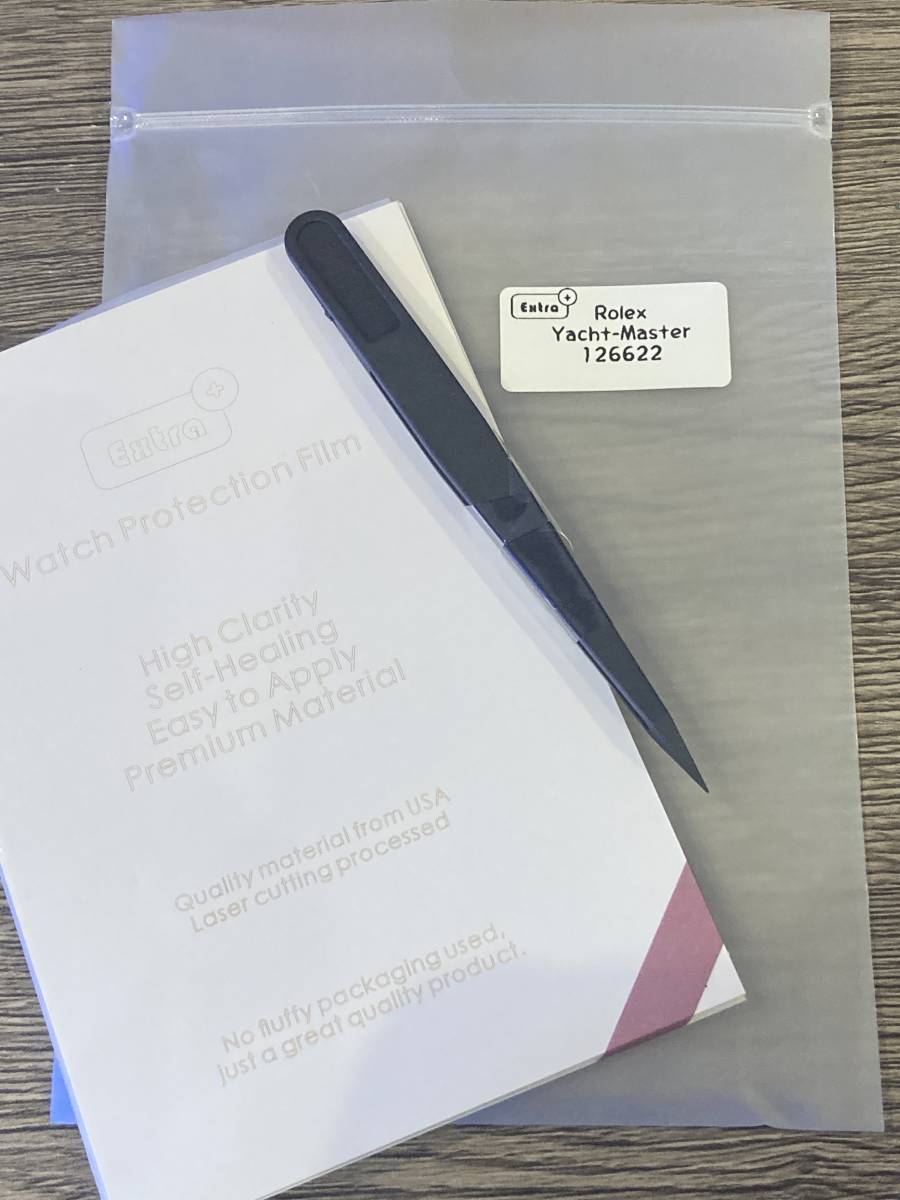 Extra+
Rolex
Yacht-Master
126622
Extra+
Watch Protection Film
High Clarity
Self-Healing
Easy to Apply
Premium Material
Quality material from USA
Laser cutting processed
No fluffy packaging used,
just a great quality product.